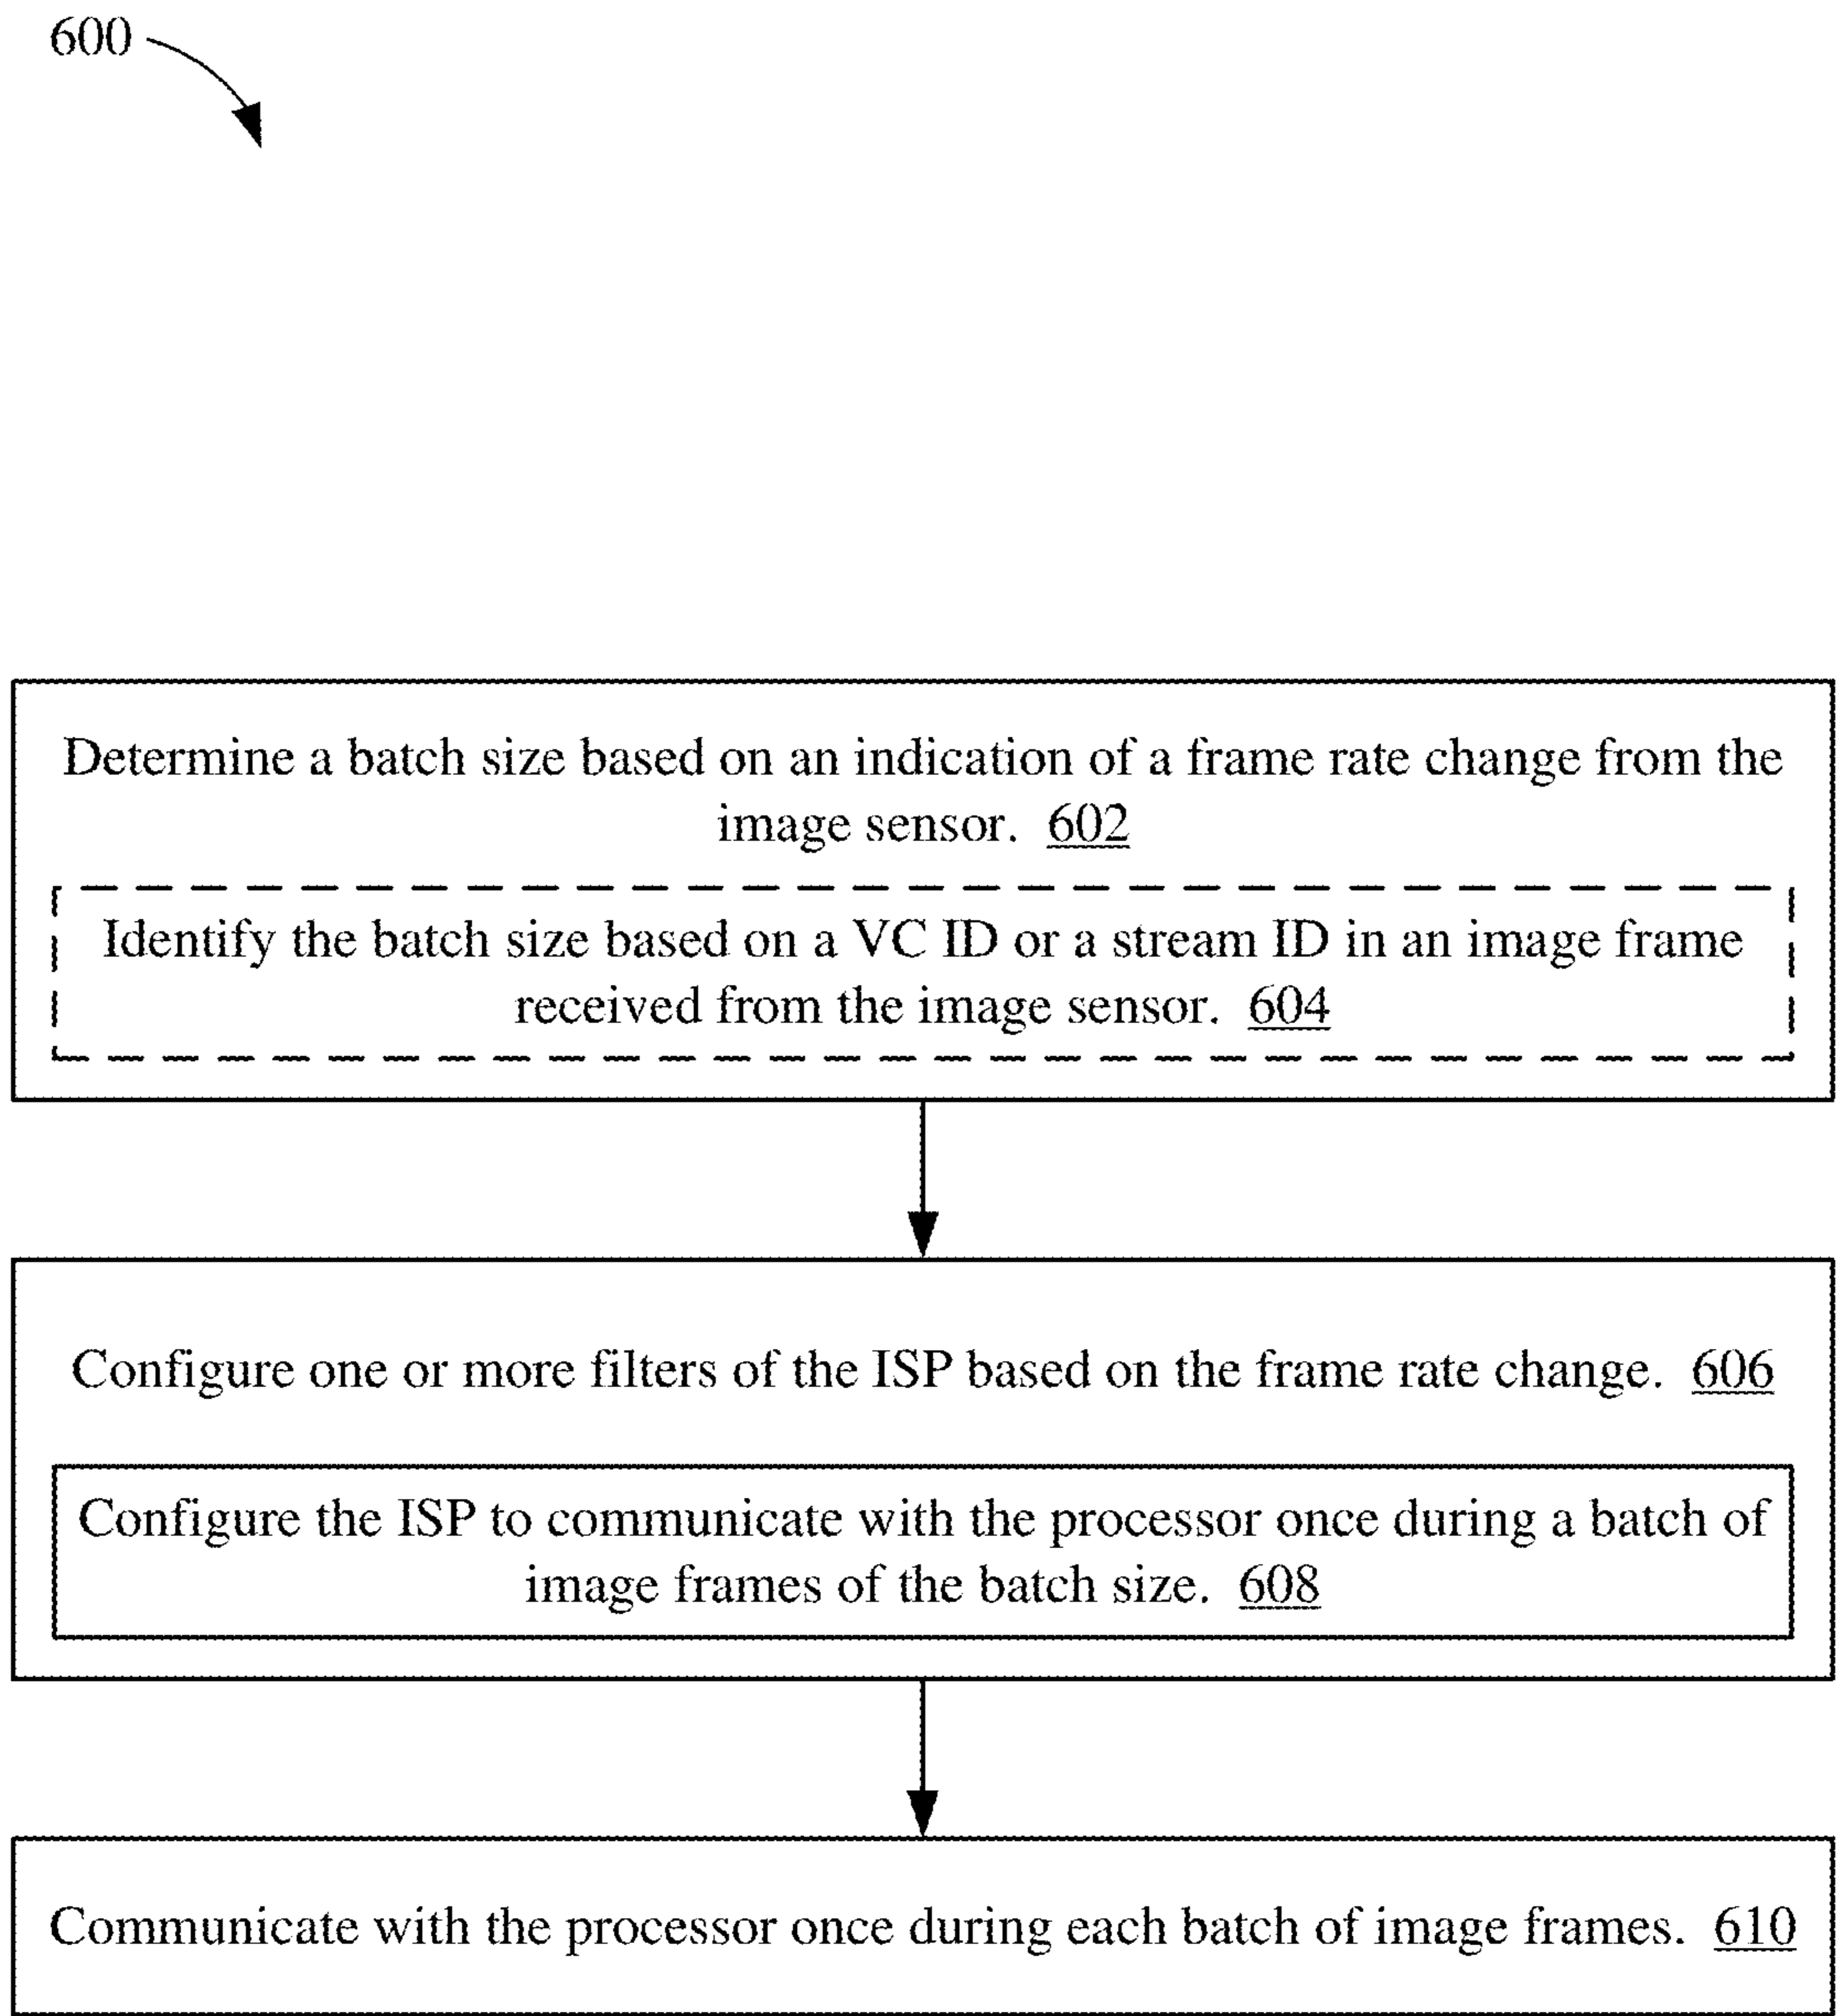 600
Determine a batch size based on an indication of a frame rate change from the
image sensor. 602
Identify the batch size based on a VC ID or a stream ID in an image frame
received from the image sensor. 604
Configure one or more filters of the ISP based on the frame rate change. 606
Configure the ISP to communicate with the processor once during a batch of
image frames of the batch size. 608
Communicate with the processor once during each batch of image frames. 610